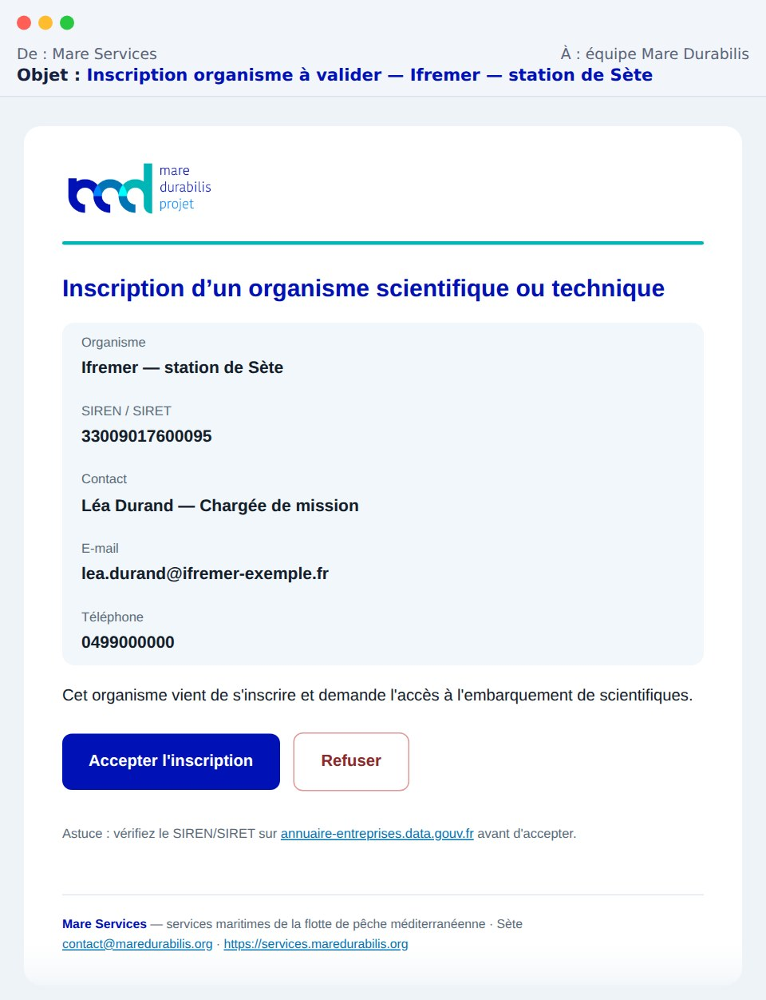 De : Mare Services
À : équipe Mare Durabilis
Objet : Inscription organisme à valider — Ifremer — station de Sète
mcd
mare
durabilis
projet
Inscription d’un organisme scientifique ou technique
Organisme
Ifremer — station de Sète
SIREN / SIRET
33009017600095
Contact
Léa Durand — Chargée de mission
E-mail
lea.durand@ifremer-exemple.fr
Téléphone
0499000000
Cet organisme vient de s'inscrire et demande l'accès à l'embarquement de scientifiques.
Accepter l'inscription
Refuser
Astuce : vérifiez le SIREN/SIRET sur annuaire-entreprises.data.gouv.fr avant d'accepter.
Mare Services — services maritimes de la flotte de pêche méditerranéenne · Sète
contact@maredurabilis.org · https://services.maredurabilis.org